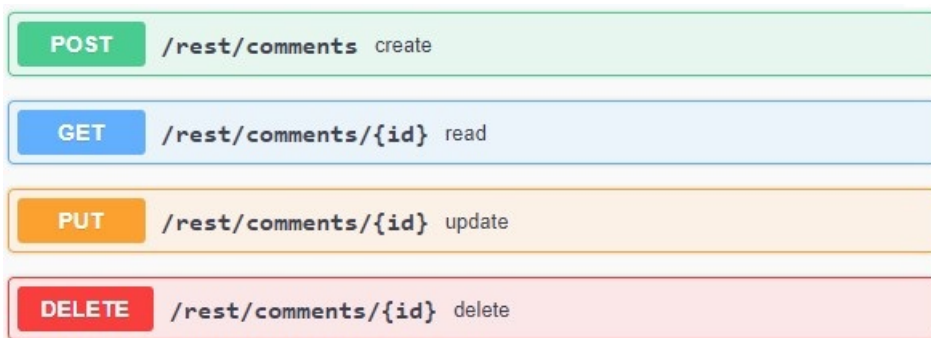 POST /rest/comments create
GET /rest/comments/{id} read
PUT /rest/comments/{id} update
DELETE /rest/comments/{id} delete